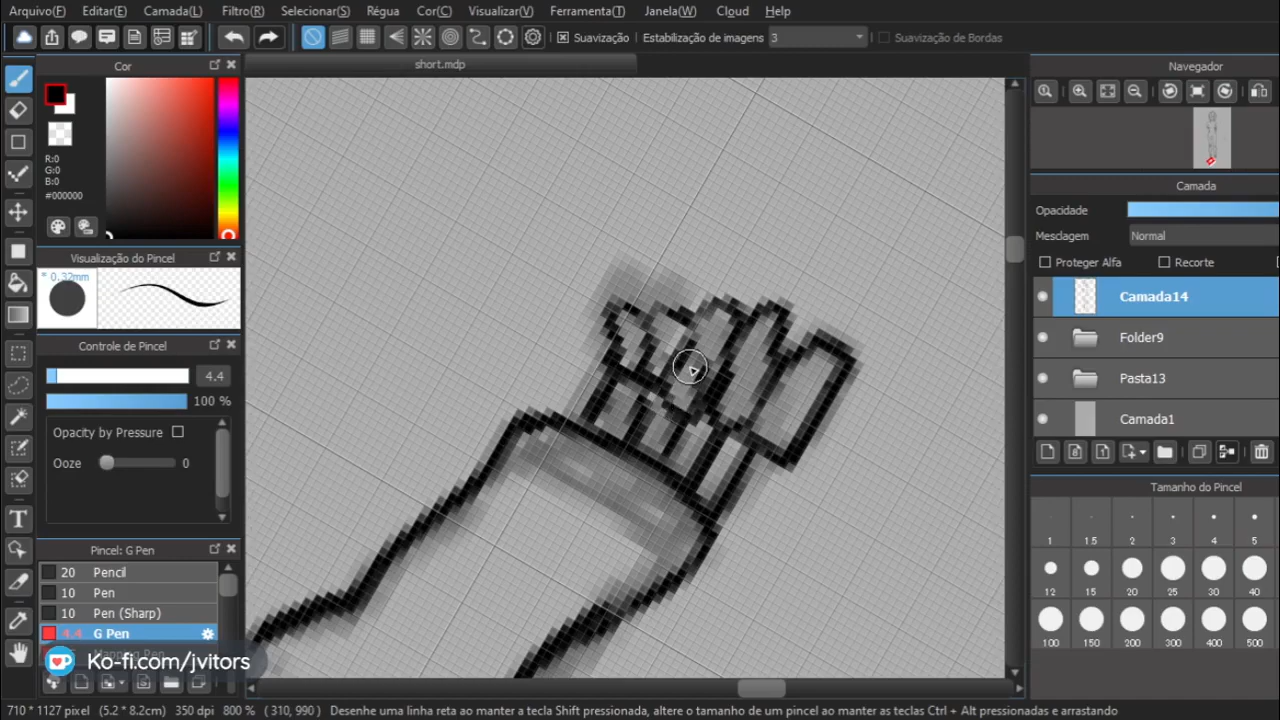 Arquivo(F) Editar(E) Camada(L) Filtro(R) Selecionar(S) Régua Cor(C) Visualizar(V) Ferramenta(T) Janela(W) Cloud Help
Suavização Estabilização de imagens 3 Suavização de Bordas
Cor
short.mdp
Navegador
R:0
G:0
B:0
#000000
Camada
Opacidade
Mesclagem Normal
Proteger Alfa Recorte
Visualização do Pincel
* 0.32mm
Camada14
Folder9
Controle de Pincel
4.4
100 %
Pasta13
Camada1
Opacity by Pressure
Ooze 0
Tamanho do Pincel
1 1.5 2 3 4 5
12 15 20 25 30 40
100 150 200 300 400 500
T
Pincel: G Pen
20 Pencil
10 Pen
10 Pen (Sharp)
4.4 G Pen
Ko-fi.com/jvitors
710 * 1127 pixel (5.2 * 8.2cm) 350 dpi 800 % ( 310, 990) Desenhe uma linha reta ao manter a tecla Shift pressionada, altere o tamanho de um pincel ao manter as teclas Ctrl + Alt pressionadas e arrastando